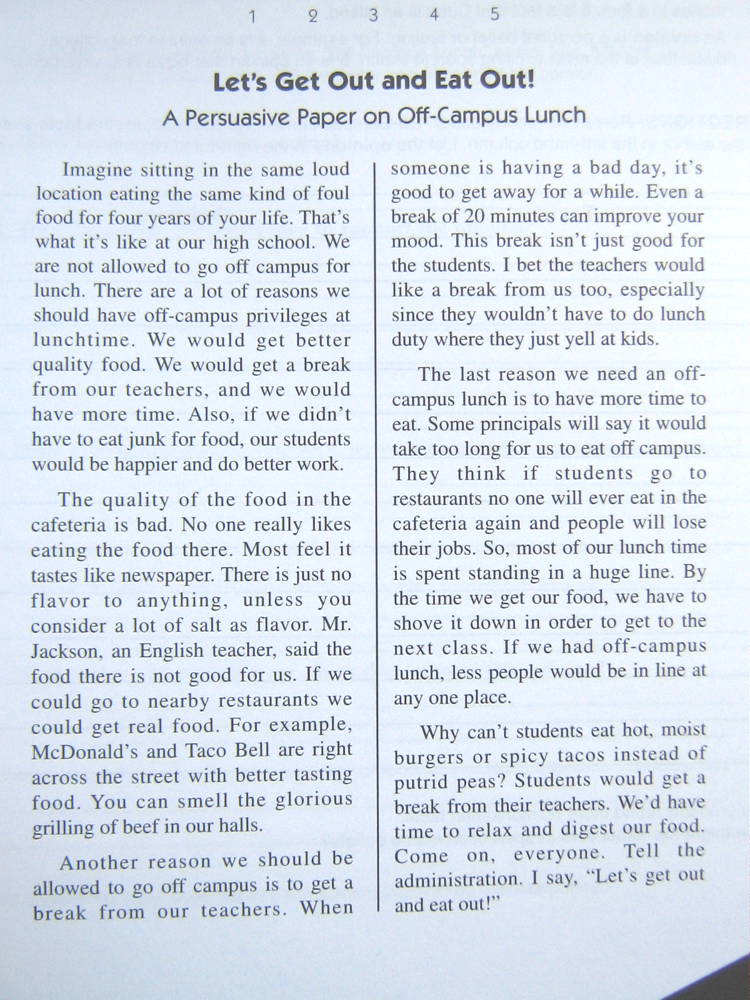 1 2 3 4 5
Let's Get Out and Eat Out!
A Persuasive Paper on Off-Campus Lunch
Imagine sitting in the same loud
location eating the same kind of foul
food for four years of your life. That's
what it's like at our high school. We
are not allowed to go off campus for
lunch. There are a lot of reasons we
should have off-campus privileges at
lunchtime. We would get better
quality food. We would get a break
from our teachers, and we would
have more time. Also, if we didn't
have to eat junk for food, our students
would be happier and do better work.
The quality of the food in the
cafeteria is bad. No one really likes
eating the food there. Most feel it
tastes like newspaper. There is just no
flavor to anything, unless you
consider a lot of salt as flavor. Mr.
Jackson, an English teacher, said the
food there is not good for us. If we
could go to nearby restaurants we
could get real food. For example,
McDonald's and Taco Bell are right
across the street with better tasting
food. You can smell the glorious
grilling of beef in our halls.
Another reason we should be
allowed to go off campus is to get a
break from our teachers. When
someone is having a bad day, it's
good to get away for a while. Even a
break of 20 minutes can improve your
mood. This break isn't just good for
the students. I bet the teachers would
like a break from us too, especially
since they wouldn't have to do lunch
duty where they just yell at kids.
The last reason we need an off-
campus lunch is to have more time to
eat. Some principals will say it would
take too long for us to eat off campus.
They think if students go to
restaurants no one will ever eat in the
cafeteria again and people will lose
their jobs. So, most of our lunch time
is spent standing in a huge line. By
the time we get our food, we have to
shove it down in order to get to the
next class. If we had off-campus
lunch, less people would be in line at
any one place.
Why can't students eat hot, moist
burgers or spicy tacos instead of
putrid peas? Students would get a
break from their teachers. We'd have
time to relax and digest our food.
Come on, everyone. Tell the
administration. I say, "Let's get out
and eat out!"